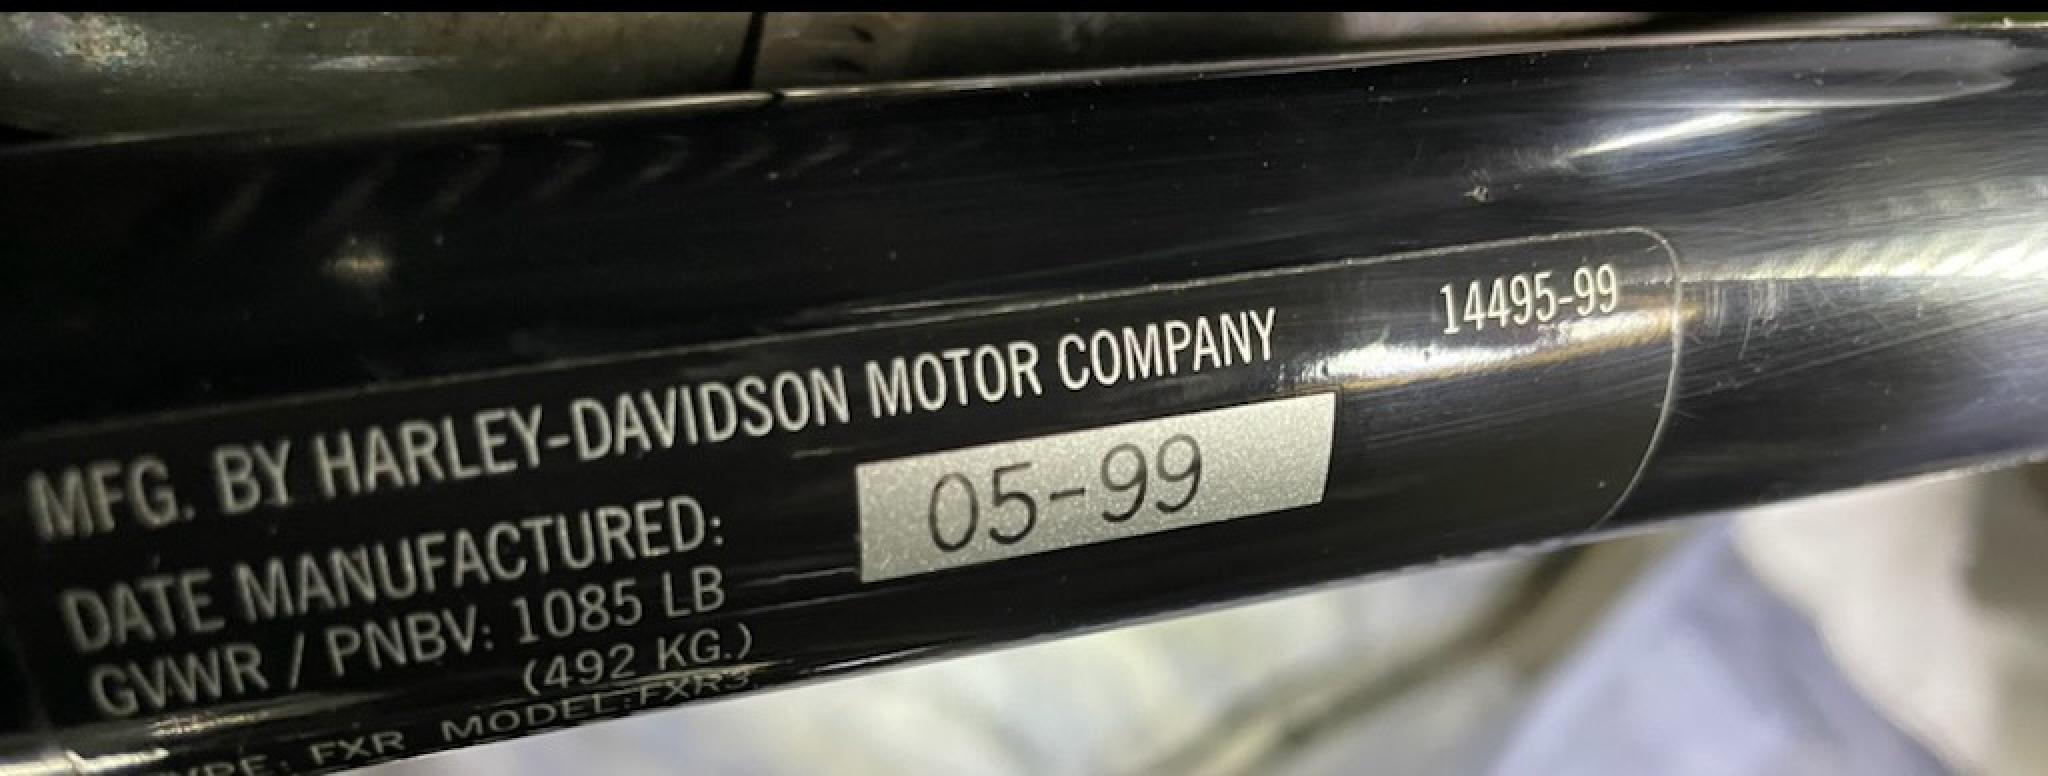 14495-99
MFG. BY HARLEY-DAVIDSON MOTOR COMPANY
DATE MANUFACTURED: 05-99
GVWR / PNBV: 1085 LB
(492 KG.)
FXR MODEL:FXR3